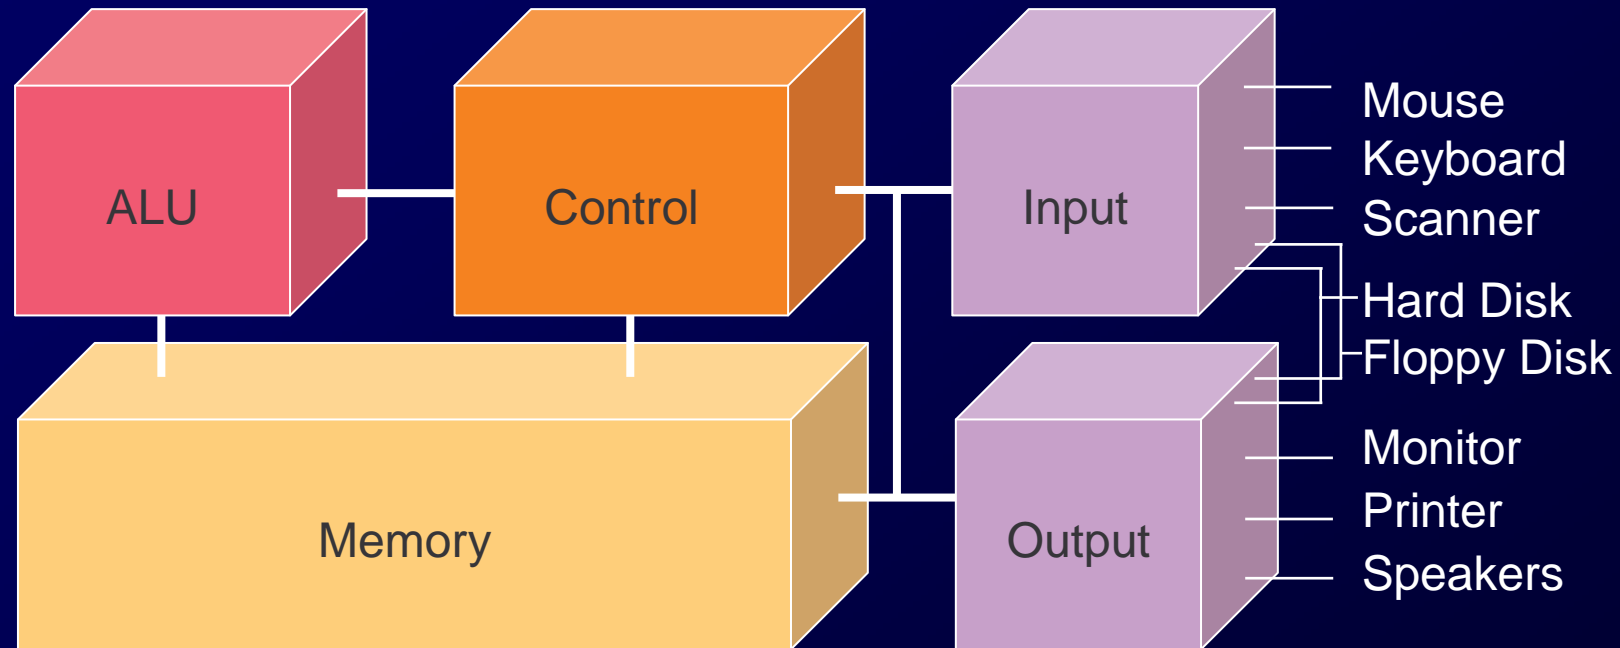 ALU
Control
Input
Mouse
Keyboard
Scanner
Hard Disk
Floppy Disk
Memory
Output
Monitor
Printer
Speakers